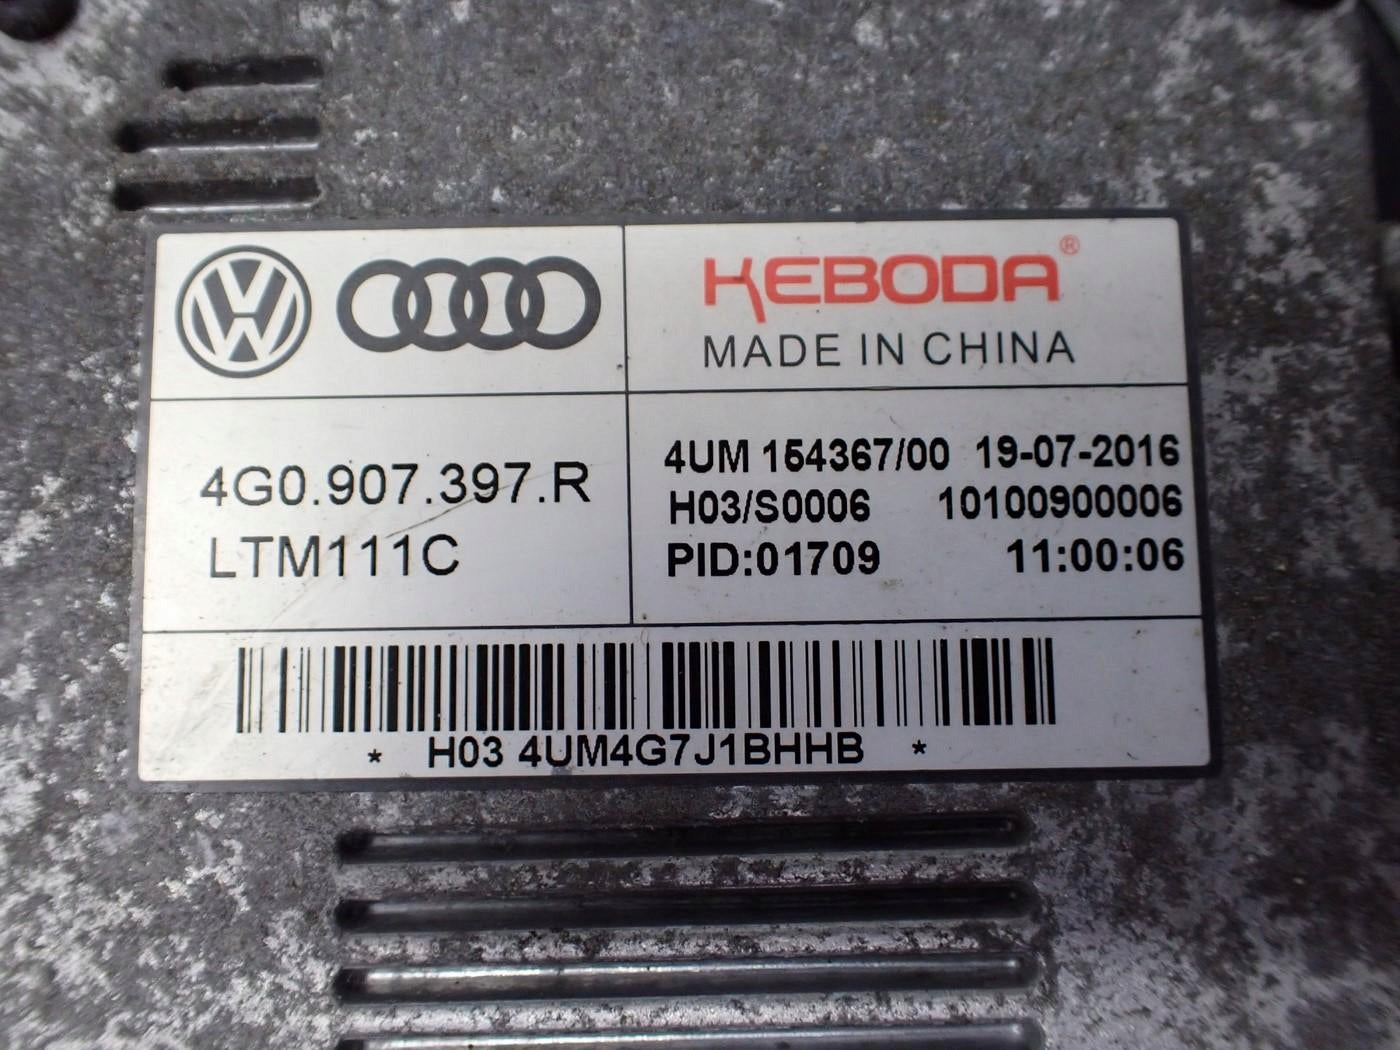 KEBODA®
MADE IN CHINA
4G0.907.397.R
LTM111C
4UM 154367/00 19-07-2016
H03/S0006 10100900006
PID:01709 11:00:06
* H03 4UM4G7J1BHHB *